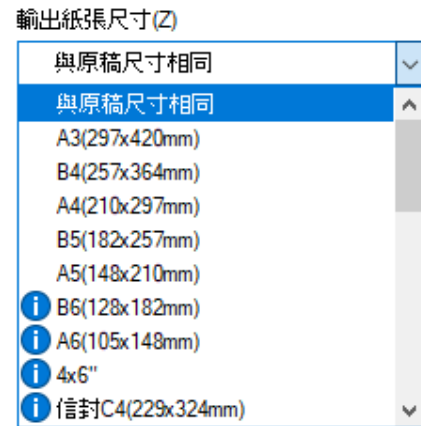 輸出紙張尺寸(Z)
與原稿尺寸相同
與原稿尺寸相同
A3(297x420mm)
B4(257x364mm)
A4(210x297mm)
B5(182x257mm)
A5(148x210mm)
B6(128x182mm)
A6(105x148mm)
4x6"
信封C4(229x324mm)